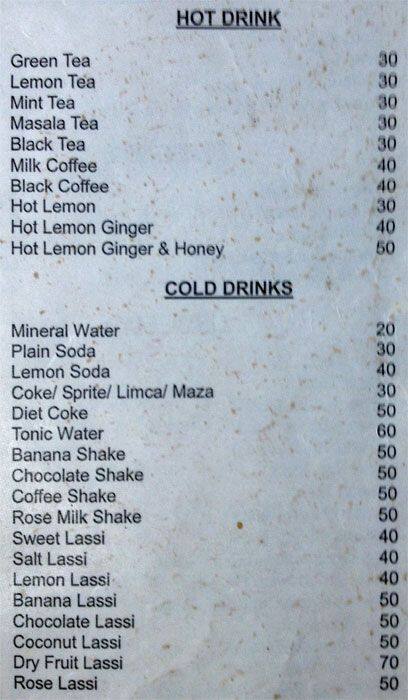 HOT DRINK
Green Tea 30
Lemon Tea 30
Mint Tea 30
Masala Tea 30
Black Tea 30
Milk Coffee 40
Black Coffee 40
Hot Lemon 30
Hot Lemon Ginger 40
Hot Lemon Ginger & Honey 50
COLD DRINKS
Mineral Water 20
Plain Soda 30
Lemon Soda 40
Coke/ Sprite/ Limca/ Maza 30
Diet Coke 50
Tonic Water 60
Banana Shake 50
Chocolate Shake 50
Coffee Shake 50
Rose Milk Shake 50
Sweet Lassi 40
Salt Lassi 40
Lemon Lassi 40
Banana Lassi 50
Chocolate Lassi 50
Coconut Lassi 50
Dry Fruit Lassi 70
Rose Lassi 50